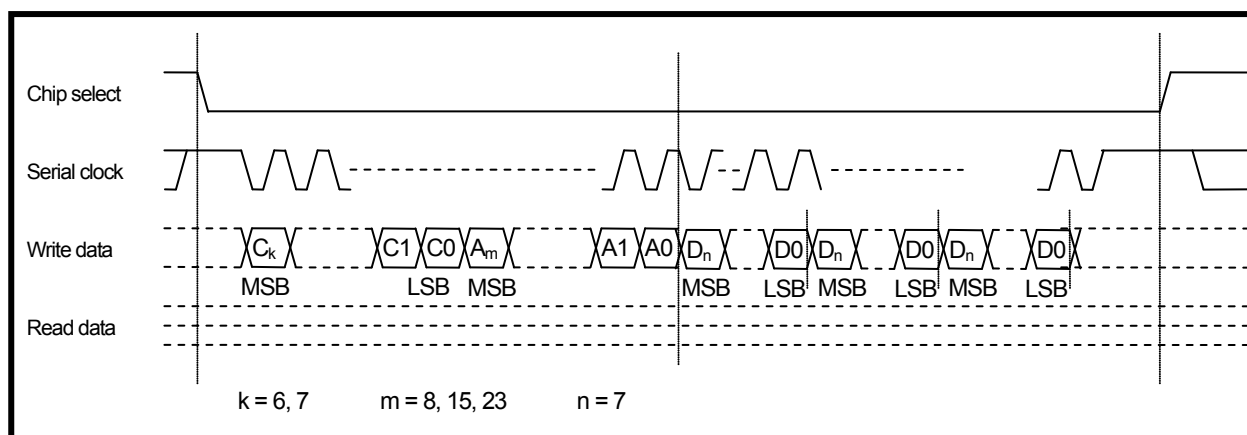 Chip select
Serial clock
Write data Cₖ C1 C0 Aₘ A1 A0 Dₙ D0 Dₙ D0 Dₙ D0
MSB LSB MSB MSB LSB MSB LSB MSB LSB
Read data
k = 6, 7 m = 8, 15, 23 n = 7